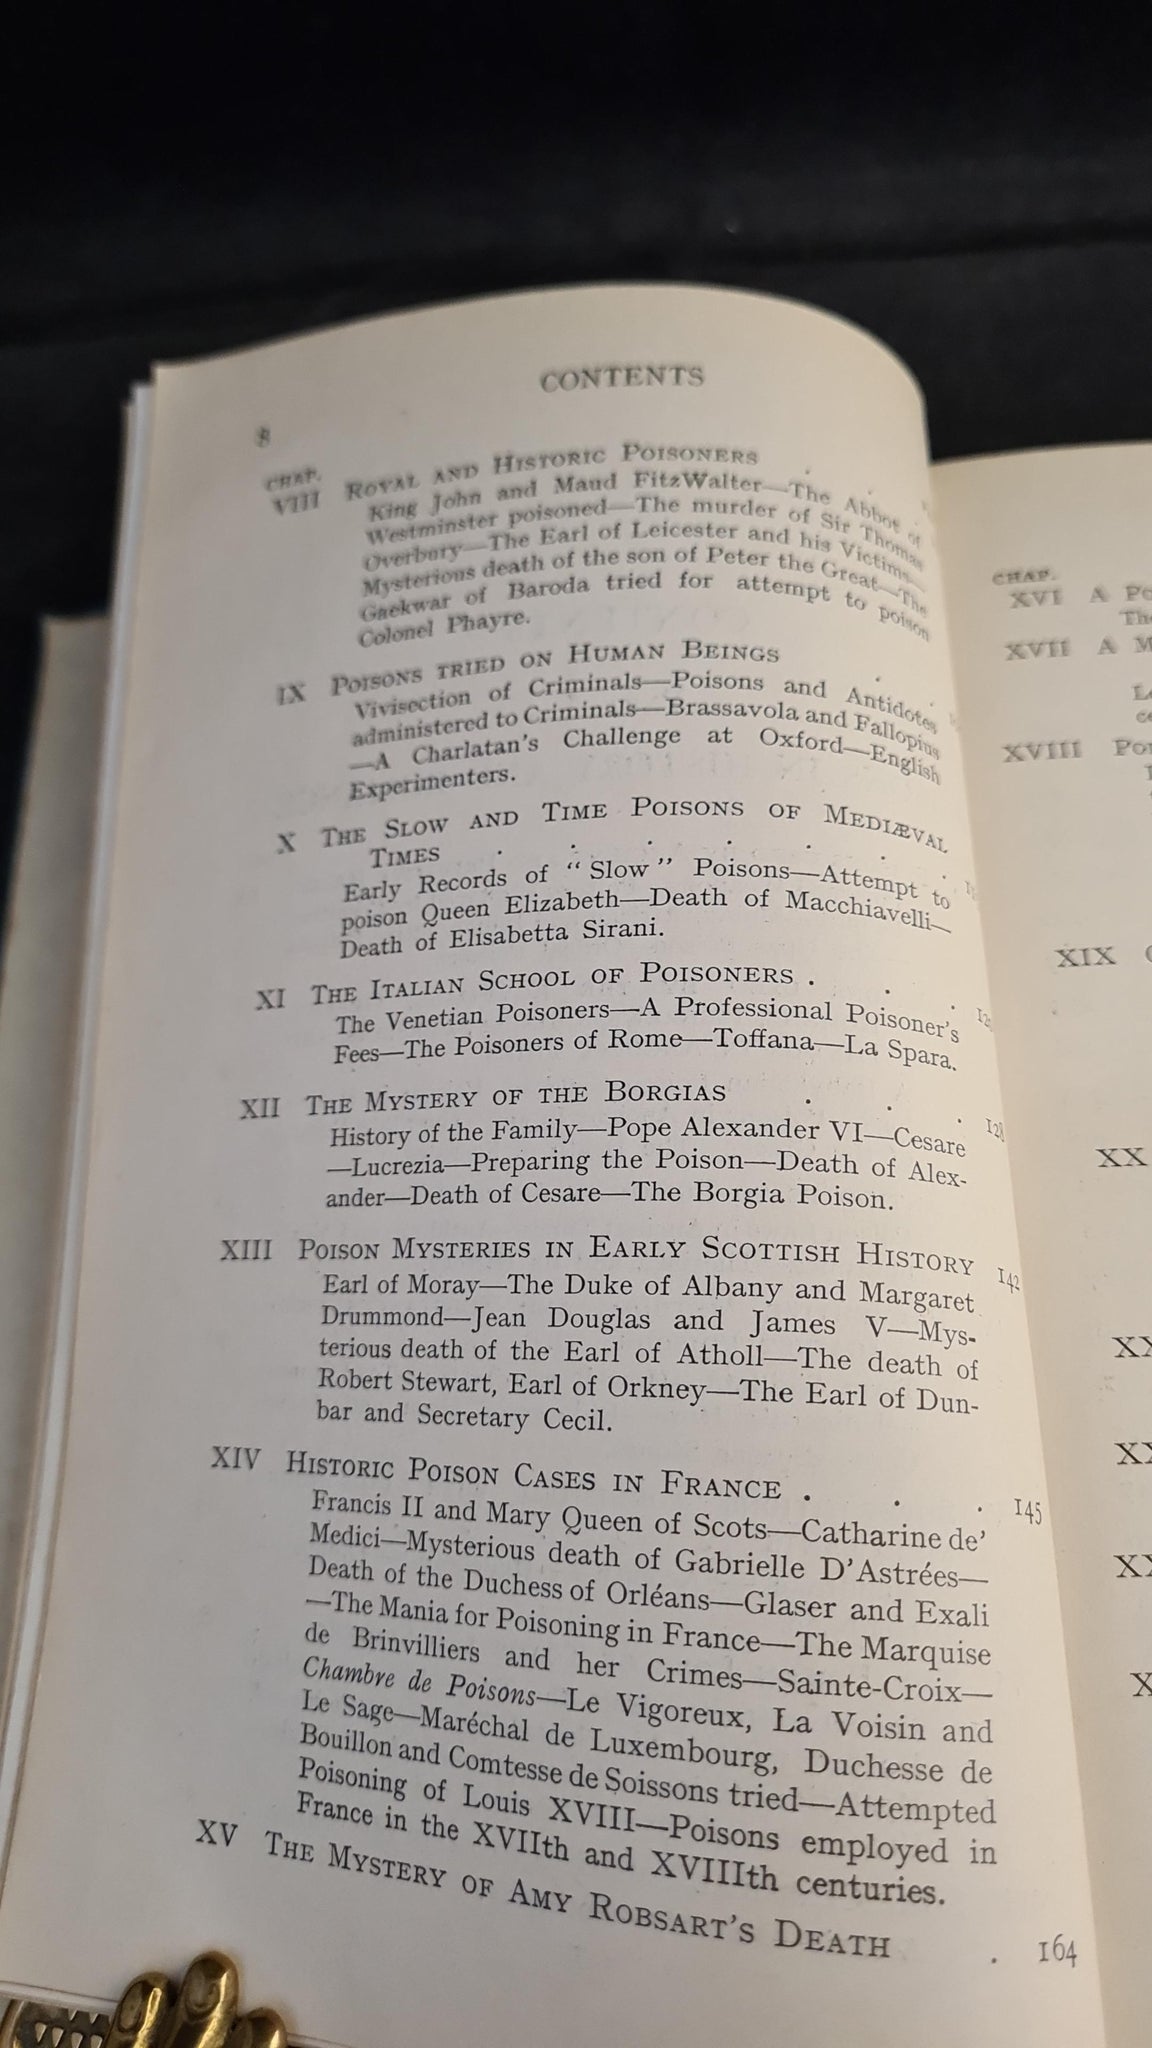 CONTENTS
8
CHAP.
VIII ROYAL AND HISTORIC POISONERS .
King John and Maud FitzWalter—The Abbot of
Westminster poisoned—The murder of Sir Thomas
Overbury—The Earl of Leicester and his Victims—
Mysterious death of the son of Peter the Great—The
Gaekwar of Baroda tried for attempt to poison
Colonel Phayre.
IX POISONS TRIED ON HUMAN BEINGS . .
Vivisection of Criminals—Poisons and Antidotes
administered to Criminals—Brassavola and Fallopius
—A Charlatan's Challenge at Oxford—English
Experimenters.
X THE SLOW AND TIME POISONS OF MEDIÆVAL
TIMES . . . . . . .
Early Records of "Slow" Poisons—Attempt to
poison Queen Elizabeth—Death of Macchiavelli—
Death of Elisabetta Sirani.
XI THE ITALIAN SCHOOL OF POISONERS . . .
The Venetian Poisoners—A Professional Poisoner's
Fees—The Poisoners of Rome—Toffana—La Spara.
XII THE MYSTERY OF THE BORGIAS . . . 128
History of the Family—Pope Alexander VI—Cesare
—Lucrezia—Preparing the Poison—Death of Alex-
ander—Death of Cesare—The Borgia Poison.
XIII POISON MYSTERIES IN EARLY SCOTTISH HISTORY 142
Earl of Moray—The Duke of Albany and Margaret
Drummond—Jean Douglas and James V—Mys-
terious death of the Earl of Atholl—The death of
Robert Stewart, Earl of Orkney—The Earl of Dun-
bar and Secretary Cecil.
XIV HISTORIC POISON CASES IN FRANCE . . . 145
Francis II and Mary Queen of Scots—Catharine de'
Medici—Mysterious death of Gabrielle D'Astrées—
Death of the Duchess of Orléans—Glaser and Exali
—The Mania for Poisoning in France—The Marquise
de Brinvilliers and her Crimes—Sainte-Croix—
Chambre de Poisons—Le Vigoreux, La Voisin and
Le Sage—Maréchal de Luxembourg, Duchesse de
Bouillon and Comtesse de Soissons tried—Attempted
Poisoning of Louis XVIII—Poisons employed in
France in the XVIIth and XVIIIth centuries.
XV THE MYSTERY OF AMY ROBSART'S DEATH . 164
CHAP.
XVI A
XVII A
XVIII
XIX
XX